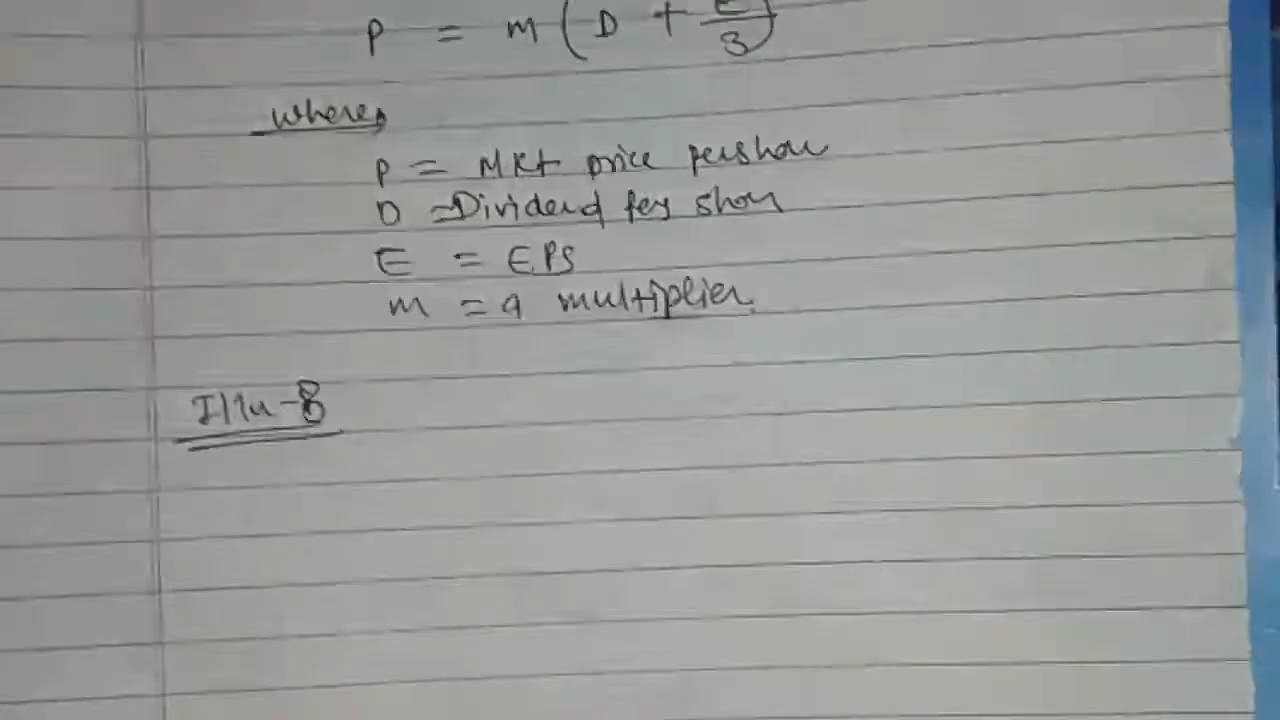 P = m (D + E/3)
where,
P = Mkt price per share
D = Dividend per share
E = EPS
m = a multiplier.
Illu - 8